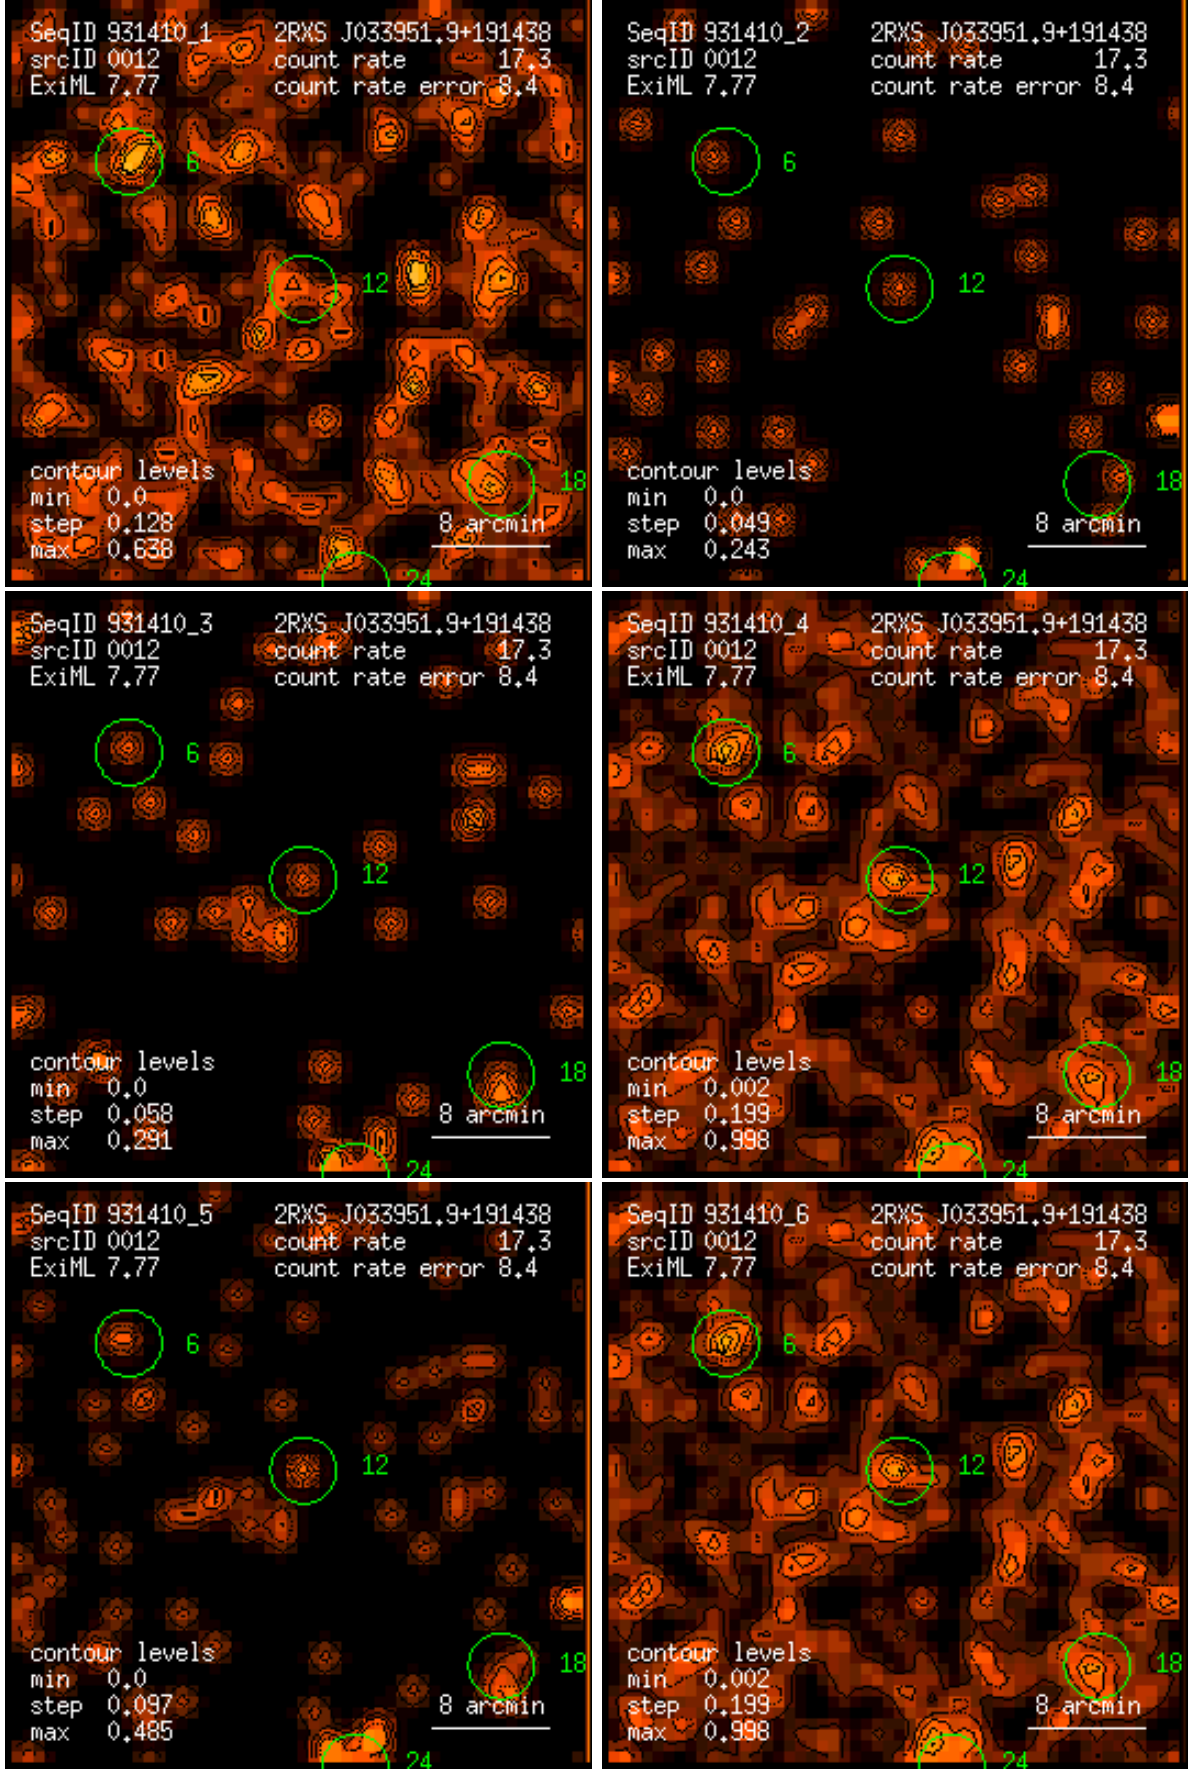 SeqID 931410_1 2RXS J033951.9+191438
srcID 0012 count rate 17.3
ExiML 7.77 count rate error 8.4
6
12
18
24
contour levels
min 0.0
step 0.128
max 0.638
8 arcmin
SeqID 931410_2 2RXS J033951.9+191438
srcID 0012 count rate 17.3
ExiML 7.77 count rate error 8.4
6
12
18
24
contour levels
min 0.0
step 0.049
max 0.243
8 arcmin
SeqID 931410_3 2RXS J033951.9+191438
srcID 0012 count rate 17.3
ExiML 7.77 count rate error 8.4
6
12
18
24
contour levels
min 0.0
step 0.058
max 0.291
8 arcmin
SeqID 931410_4 2RXS J033951.9+191438
srcID 0012 count rate 17.3
ExiML 7.77 count rate error 8.4
6
12
18
24
contour levels
min 0.002
step 0.199
max 0.998
8 arcmin
SeqID 931410_5 2RXS J033951.9+191438
srcID 0012 count rate 17.3
ExiML 7.77 count rate error 8.4
6
12
18
24
contour levels
min 0.0
step 0.097
max 0.485
8 arcmin
SeqID 931410_6 2RXS J033951.9+191438
srcID 0012 count rate 17.3
ExiML 7.77 count rate error 8.4
6
12
18
24
contour levels
min 0.002
step 0.199
max 0.998
8 arcmin